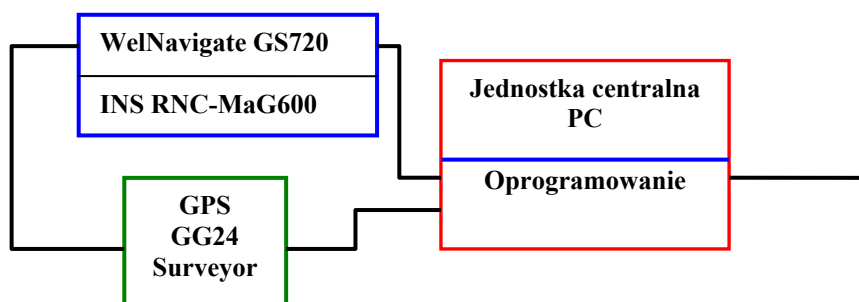 WelNavigate GS720
INS RNC-MaG600
Jednostka centralna
PC
Oprogramowanie
GPS
GG24
Surveyor